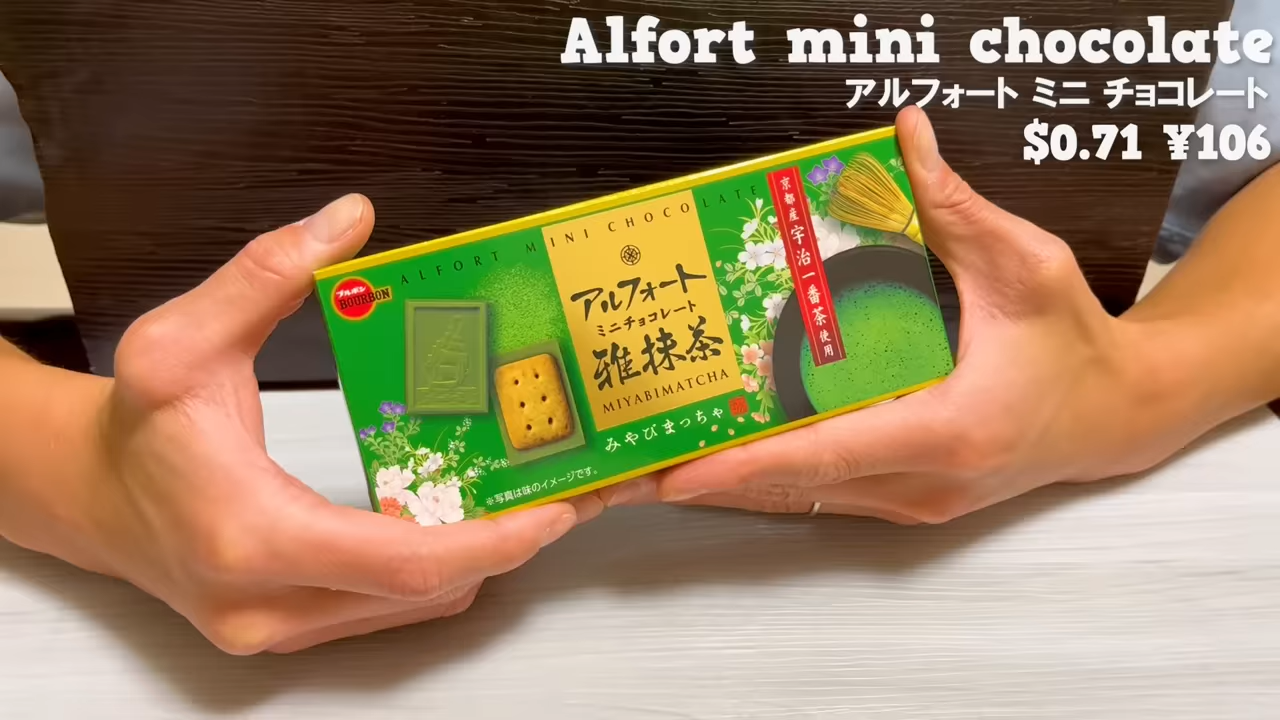 Alfort mini chocolate
アルフォート ミニ チョコレート
$0.71 ¥106
ブルボン
BOURBON
ALFORT MINI CHOCOLATE
アルフォート
ミニチョコレート
雅抹茶
MIYABIMATCHA
みやびまっちゃ
京都産宇治一番茶使用
※写真は味のイメージです。